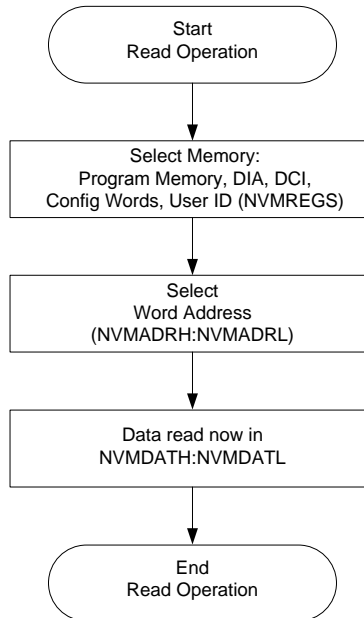 Start
Read Operation
Select Memory:
Program Memory, DIA, DCI,
Config Words, User ID (NVMREGS)
Select
Word Address
(NVMADRH:NVMADRL)
Data read now in
NVMDATH:NVMDATL
End
Read Operation